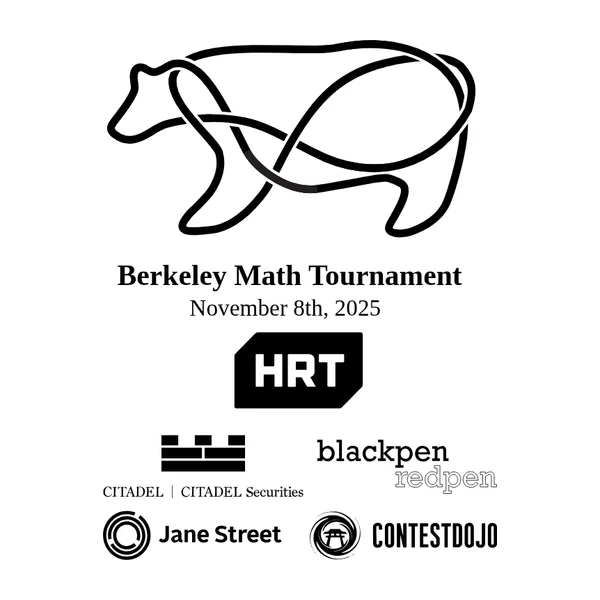 Berkeley Math Tournament
November 8th, 2025
HRT
blackpen
redpen
CITADEL | CITADEL Securities
Jane Street
CONTESTDOJO